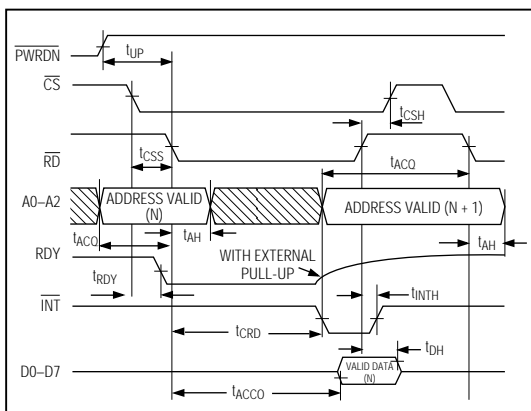 PWRDN
tUP
CS
tCSH
RD
tCSS
tACQ
A0–A2
ADDRESS VALID
(N)
ADDRESS VALID (N + 1)
tACQ
tAH
tAH
RDY
WITH EXTERNAL
PULL-UP
tRDY
tINTH
INT
tCRD
tDH
D0–D7
VALID DATA
(N)
tACCO